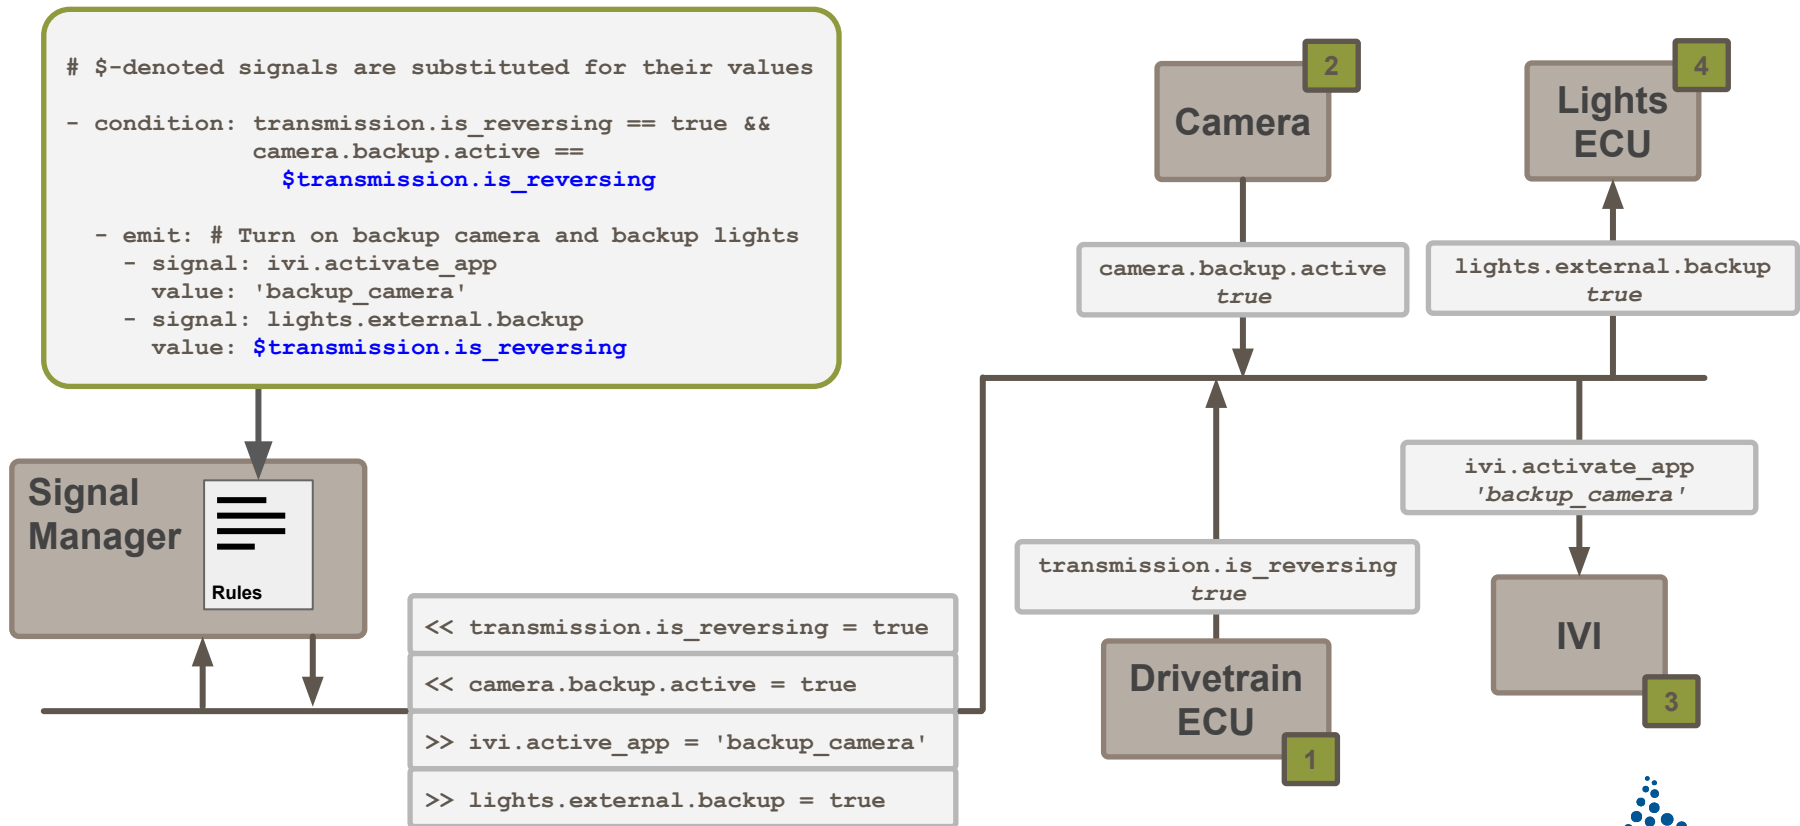 # $-denoted signals are substituted for their values
- condition: transmission.is_reversing == true &&
camera.backup.active ==
$transmission.is_reversing
- emit: # Turn on backup camera and backup lights
- signal: ivi.activate_app
value: 'backup_camera'
- signal: lights.external.backup
value: $transmission.is_reversing
Signal
Manager
Rules
<< transmission.is_reversing = true
<< camera.backup.active = true
>> ivi.active_app = 'backup_camera'
>> lights.external.backup = true
2
Camera
camera.backup.active
true
4
Lights
ECU
lights.external.backup
true
transmission.is_reversing
true
Drivetrain
ECU
1
ivi.activate_app
'backup_camera'
IVI
3